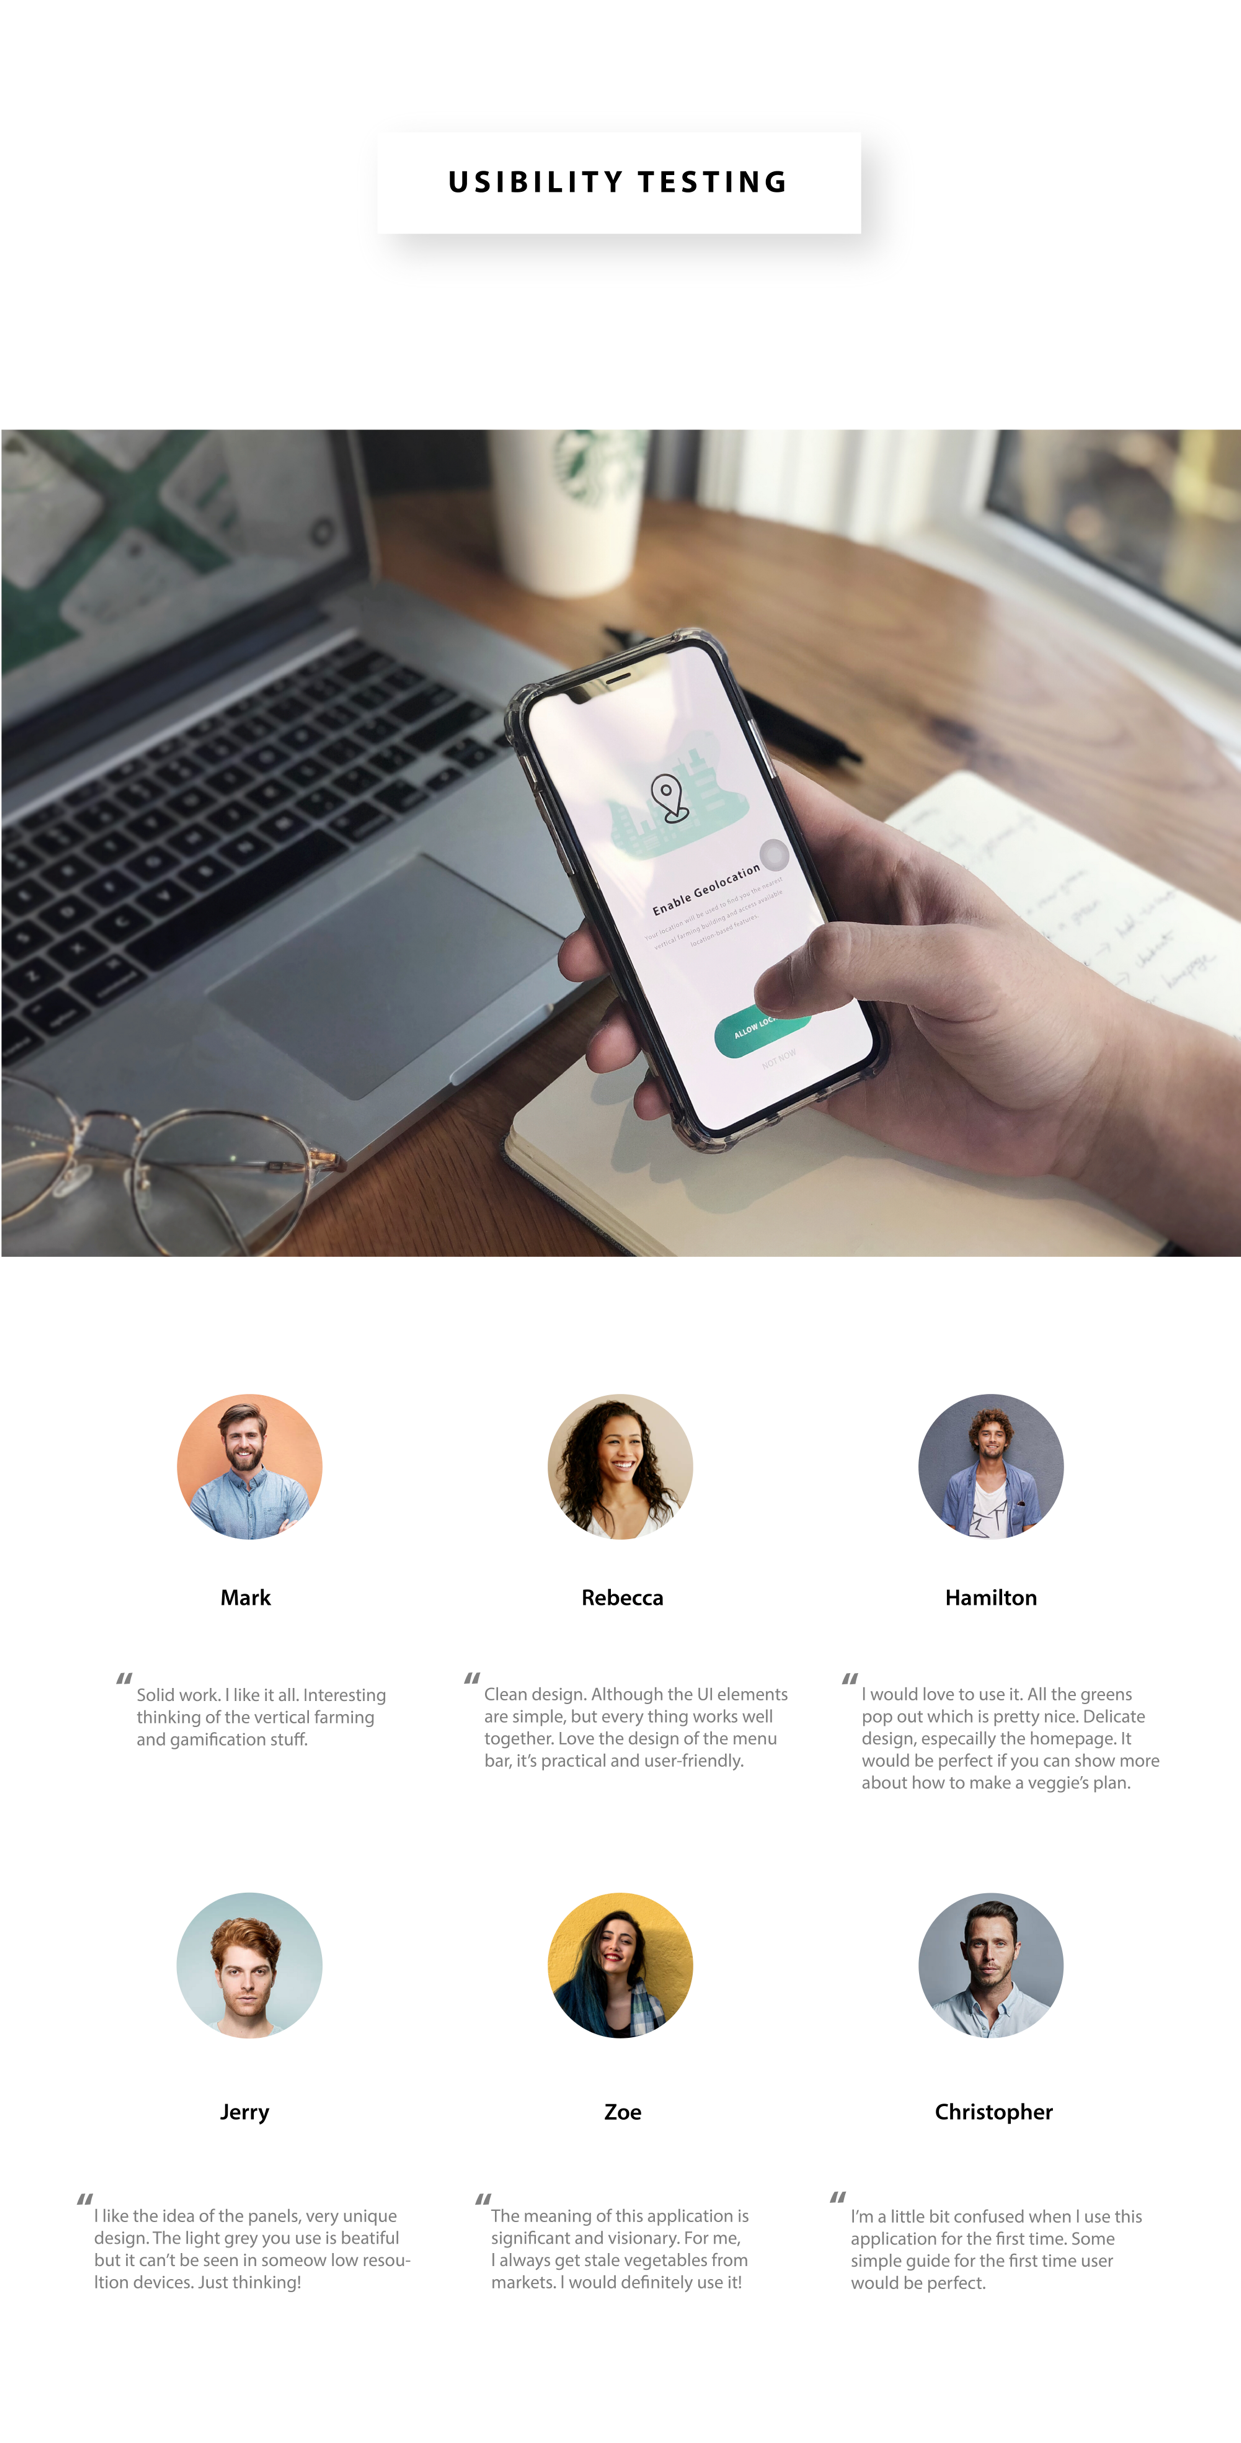 USIBILITY TESTING
Enable Geolocation
Your location will be used to find you the nearest
vertical farming building and access available
location-based features.
ALLOW
NOT NOW
Mark
Rebecca
Hamilton
“ Solid work. I like it all. Interesting
thinking of the vertical farming
and gamification stuff.
“ Clean design. Although the UI elements
are simple, but every thing works well
together. Love the design of the menu
bar, it’s practical and user-friendly.
“ I would love to use it. All the greens
pop out which is pretty nice. Delicate
design, especailly the homepage. It
would be perfect if you can show more
about how to make a veggie’s plan.
Jerry
Zoe
Christopher
“ I like the idea of the panels, very unique
design. The light grey you use is beatiful
but it can’t be seen in someow low resou-
ltion devices. Just thinking!
“ The meaning of this application is
significant and visionary. For me,
I always get stale vegetables from
markets. I would definitely use it!
“ I’m a little bit confused when I use this
application for the first time. Some
simple guide for the first time user
would be perfect.